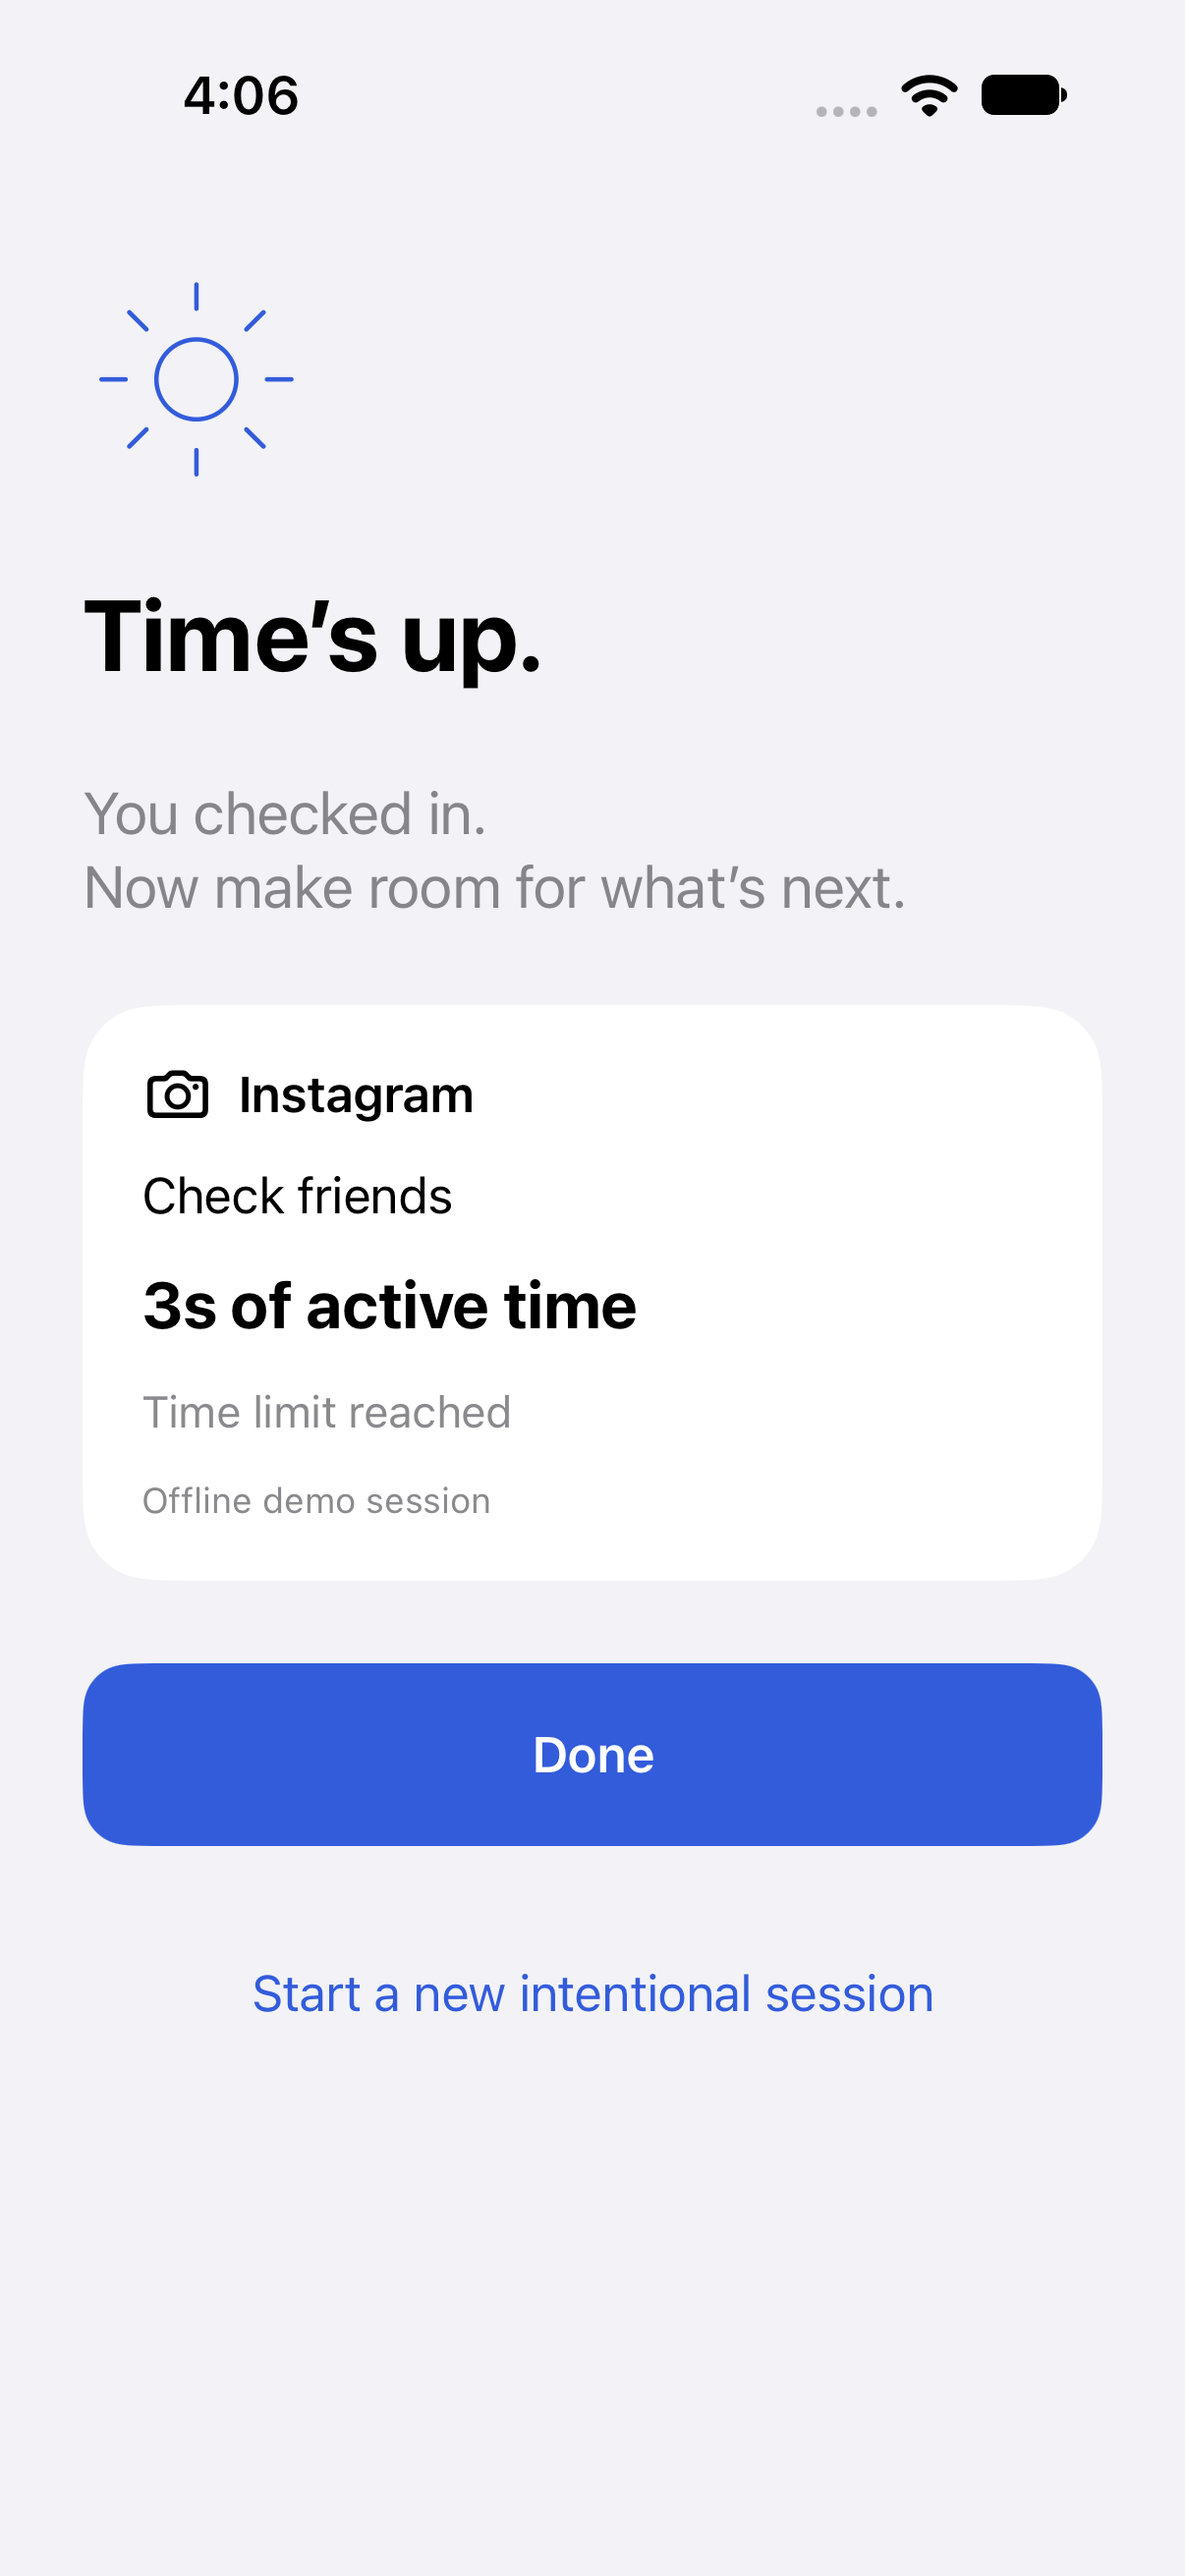 4:06
Time’s up.
You checked in.
Now make room for what’s next.
Instagram
Check friends
3s of active time
Time limit reached
Offline demo session
Done
Start a new intentional session